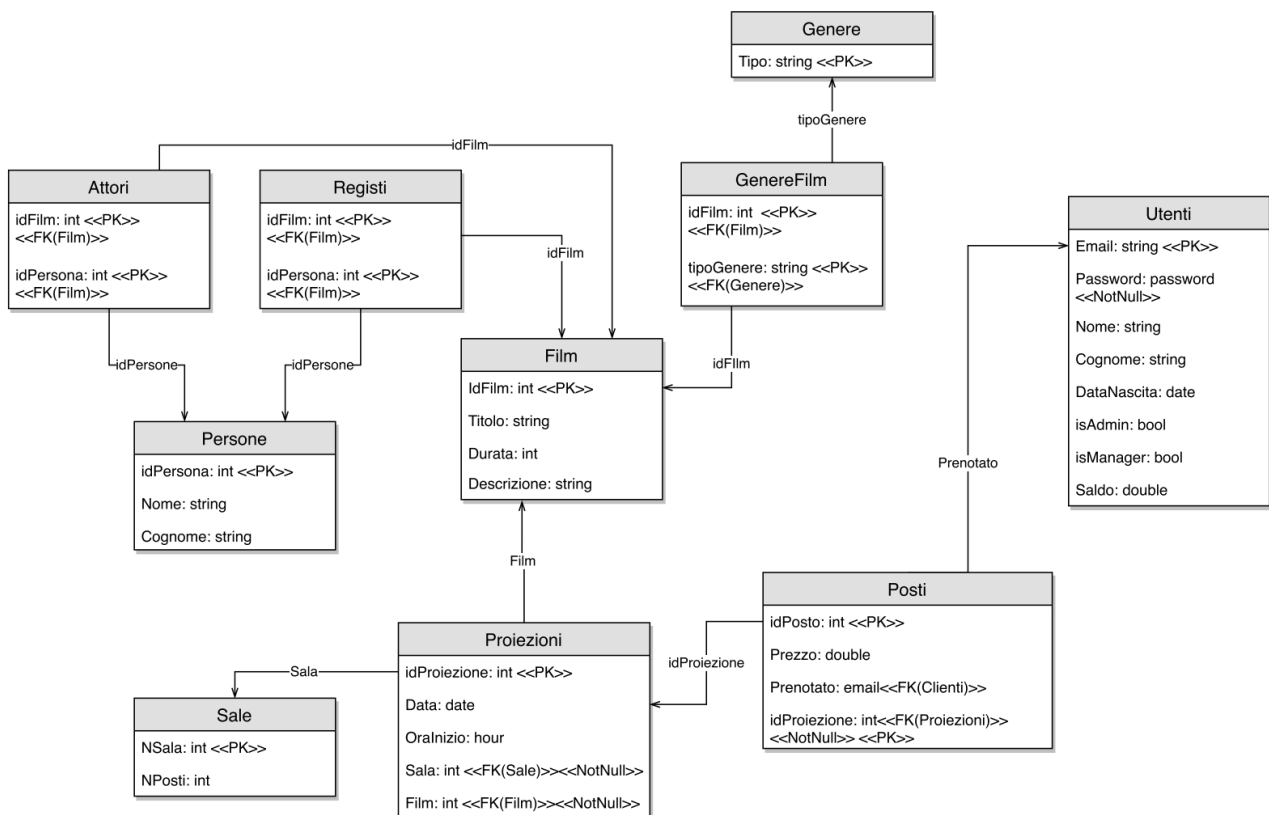 Genere
Tipo: string <<PK>>
tipoGenere
idFilm
Attori
idFilm: int <<PK>>
<<FK(Film)>>
idPersona: int <<PK>>
<<FK(Film)>>
Registi
idFilm: int <<PK>>
<<FK(Film)>>
idPersona: int <<PK>>
<<FK(Film)>>
GenereFilm
idFilm: int <<PK>>
<<FK(Film)>>
tipoGenere: string <<PK>>
<<FK(Genere)>>
Utenti
Email: string <<PK>>
Password: password
<<NotNull>>
Nome: string
Cognome: string
DataNascita: date
isAdmin: bool
isManager: bool
Saldo: double
idFilm
idPersone
idPersone
idFIlm
Film
IdFilm: int <<PK>>
Titolo: string
Durata: int
Descrizione: string
Persone
idPersona: int <<PK>>
Nome: string
Cognome: string
Prenotato
Film
Posti
idPosto: int <<PK>>
Prezzo: double
Prenotato: email<<FK(Clienti)>>
idProiezione: int<<FK(Proiezioni)>>
<<NotNull>> <<PK>>
idProiezione
Proiezioni
idProiezione: int <<PK>>
Data: date
OraInizio: hour
Sala: int <<FK(Sale)>><<NotNull>>
Film: int <<FK(Film)>><<NotNull>>
Sala
Sale
NSala: int <<PK>>
NPosti: int